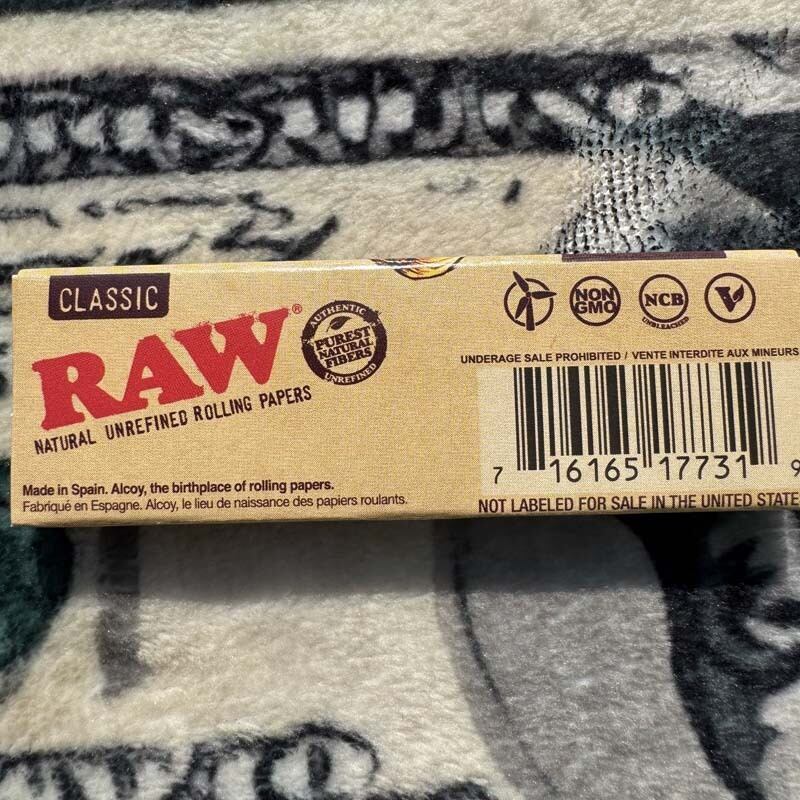 CLASSIC
RAW®
NATURAL UNREFINED ROLLING PAPERS
AUTHENTIC
PUREST
NATURAL
FIBERS
UNREFINED
Made in Spain. Alcoy, the birthplace of rolling papers.
Fabriqué en Espagne. Alcoy, le lieu de naissance des papiers roulants.
NON
GMO
NCB
UNBLEACHED
V
UNDERAGE SALE PROHIBITED / VENTE INTERDITE AUX MINEURS
7 16165 17731 9
NOT LABELED FOR SALE IN THE UNITED STATE